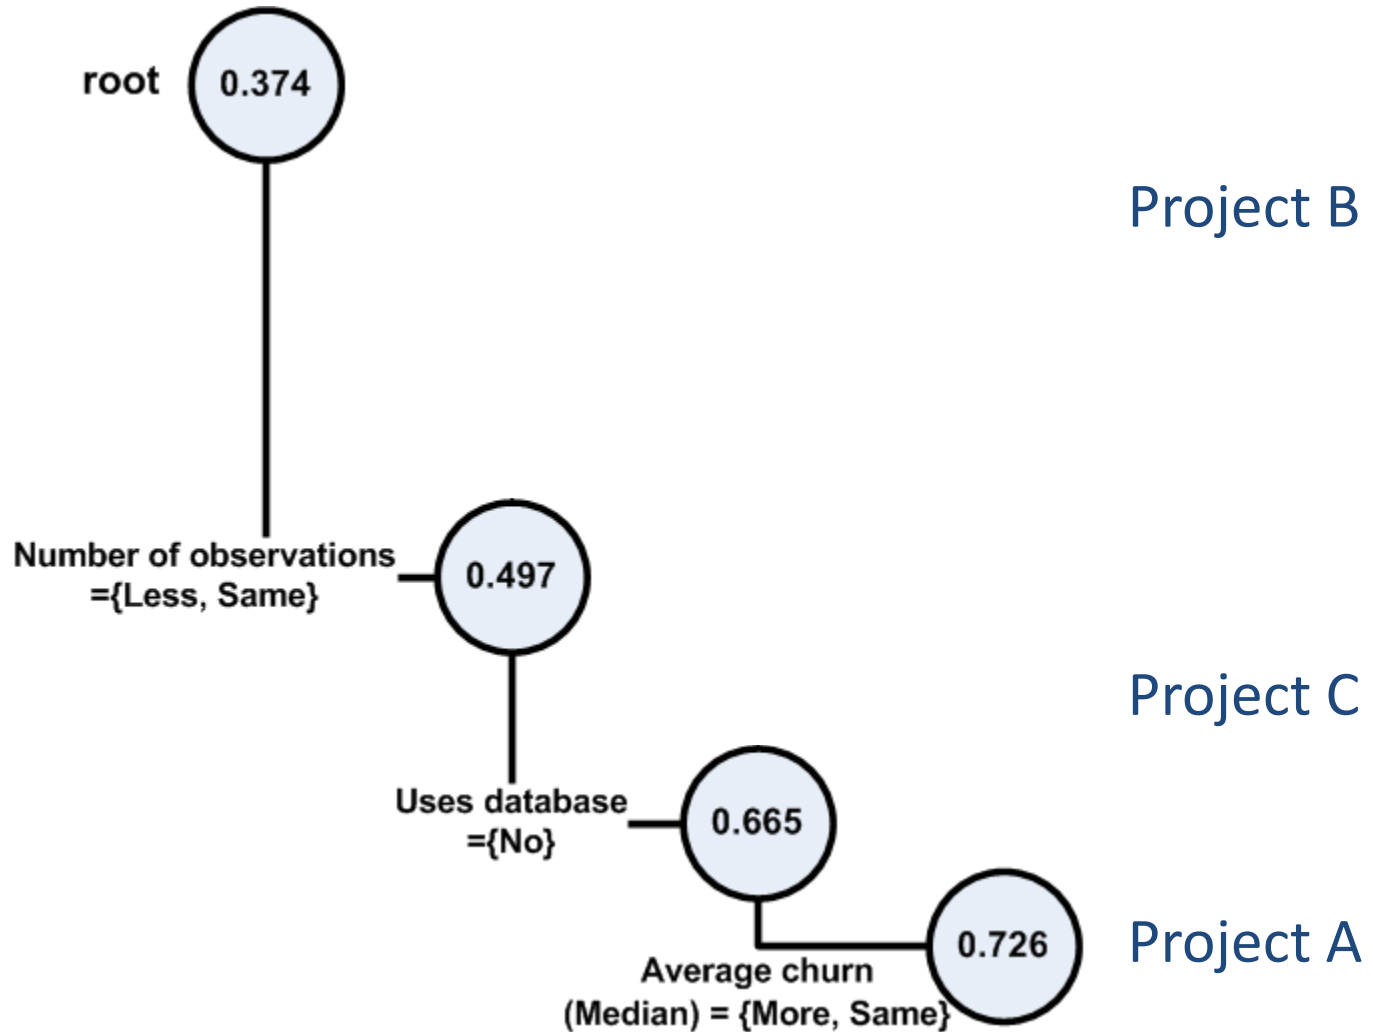 root
0.374
Project B
Number of observations
={Less, Same}
0.497
Project C
Uses database
={No}
0.665
Project A
0.726
Average churn
(Median) = {More, Same}